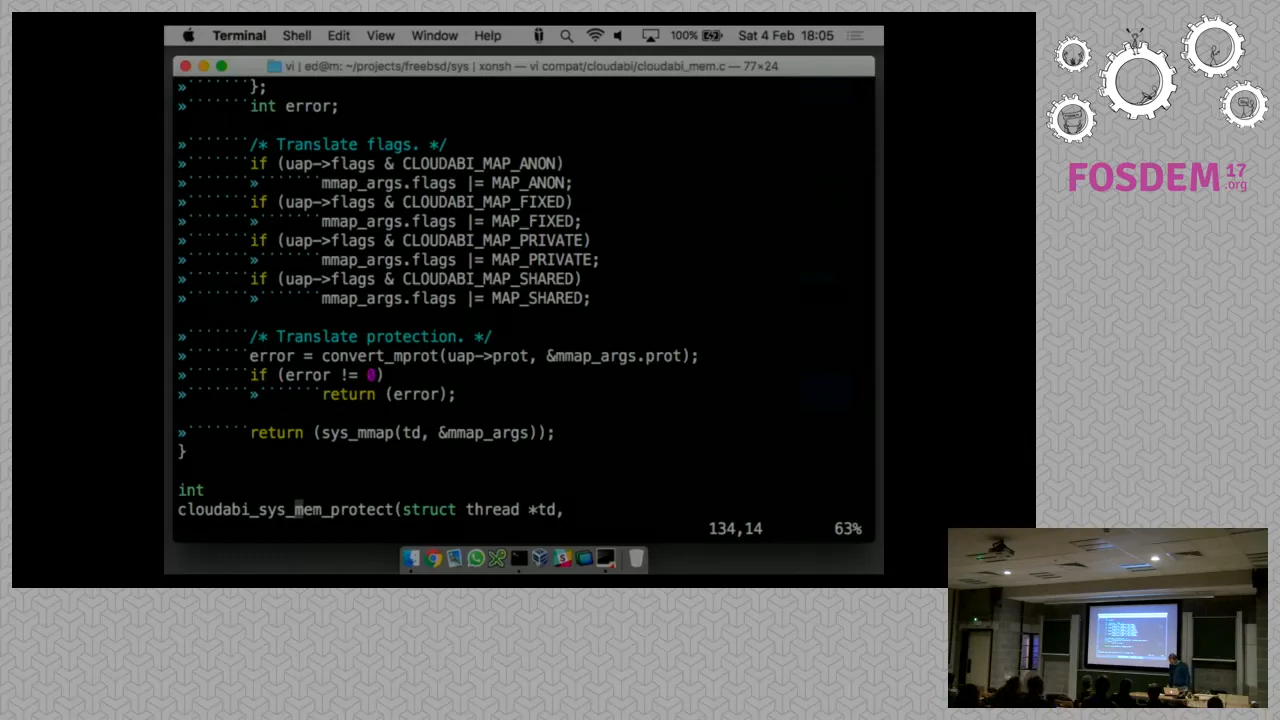 Terminal Shell Edit View Window Help 100% Sat 4 Feb 18:05
vi | ed@m: ~/projects/freebsd/sys | xonsh — vi compat/cloudabi/cloudabi_mem.c — 77×24
» };
» int error;
» /* Translate flags. */
» if (uap->flags & CLOUDABI_MAP_ANON)
» » mmap_args.flags |= MAP_ANON;
» if (uap->flags & CLOUDABI_MAP_FIXED)
» » mmap_args.flags |= MAP_FIXED;
» if (uap->flags & CLOUDABI_MAP_PRIVATE)
» » mmap_args.flags |= MAP_PRIVATE;
» if (uap->flags & CLOUDABI_MAP_SHARED)
» » mmap_args.flags |= MAP_SHARED;
» /* Translate protection. */
» error = convert_mprot(uap->prot, &mmap_args.prot);
» if (error != 0)
» » return (error);
» return (sys_mmap(td, &mmap_args));
}
int
cloudabi_sys_mem_protect(struct thread *td,
134,14 63%
FOSDEM 17
.org